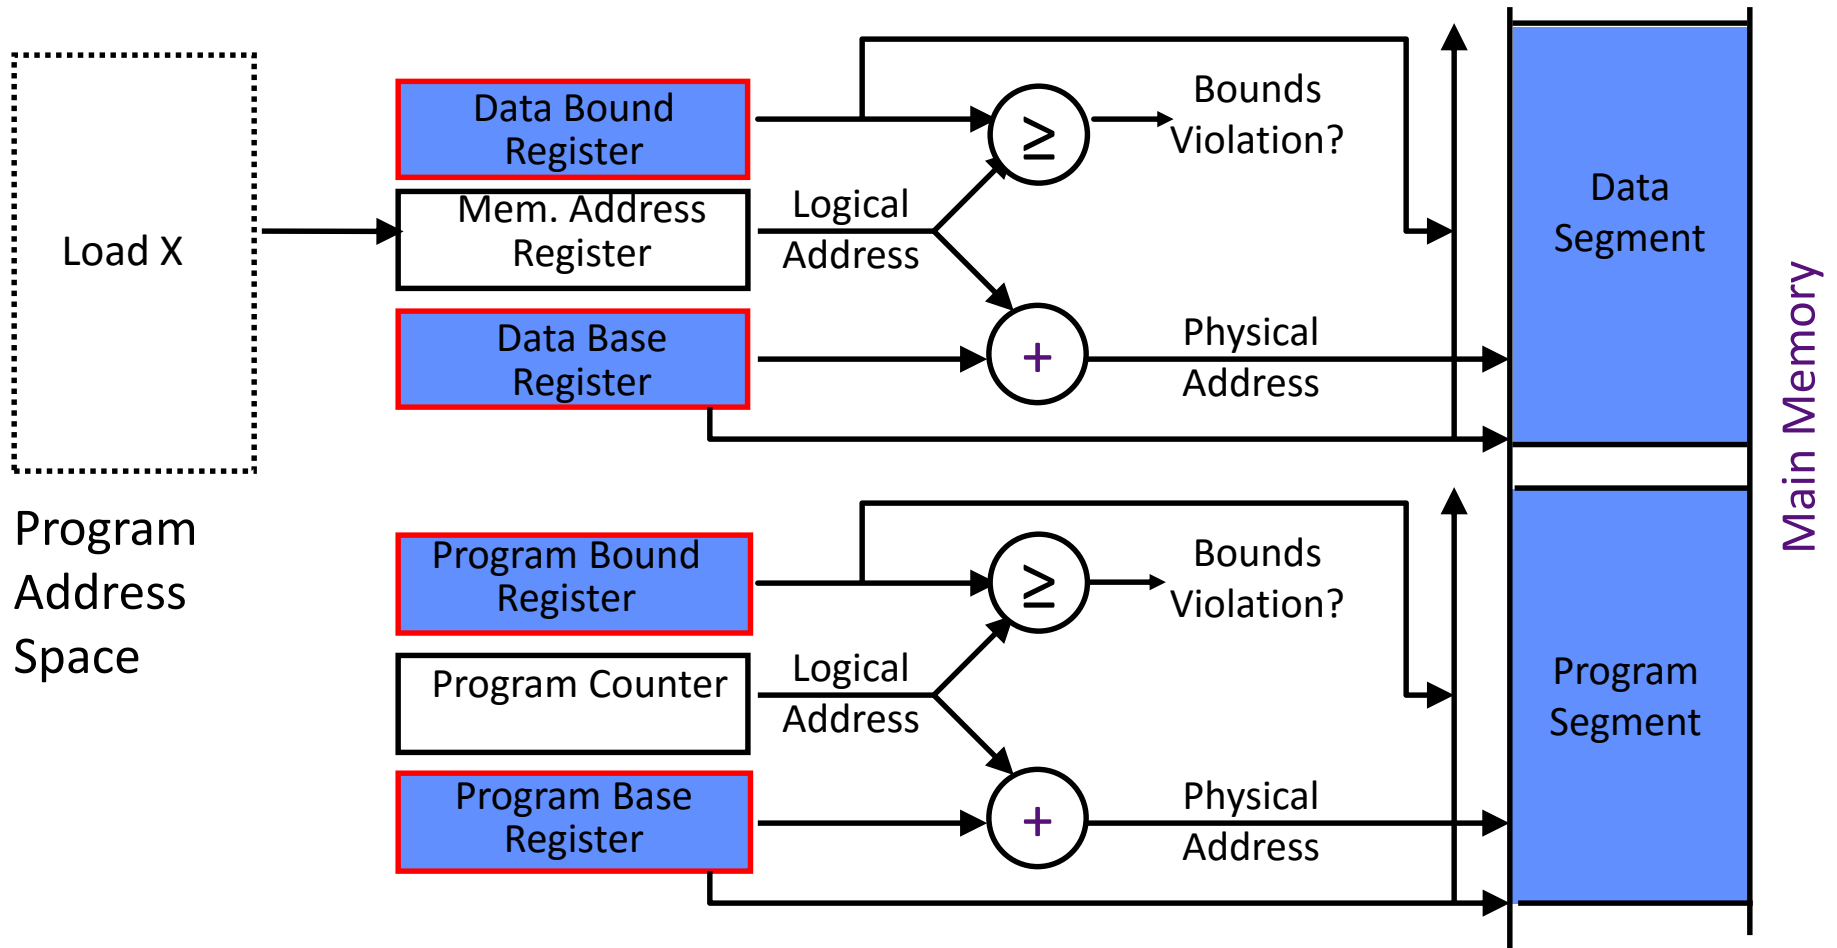 Load X
Program
Address
Space
Data Bound
Register
Mem. Address
Register
Data Base
Register
Logical
Address
≥
+
Bounds
Violation?
Physical
Address
Data
Segment
Program Bound
Register
Program Counter
Program Base
Register
Logical
Address
≥
+
Bounds
Violation?
Physical
Address
Program
Segment
Main Memory